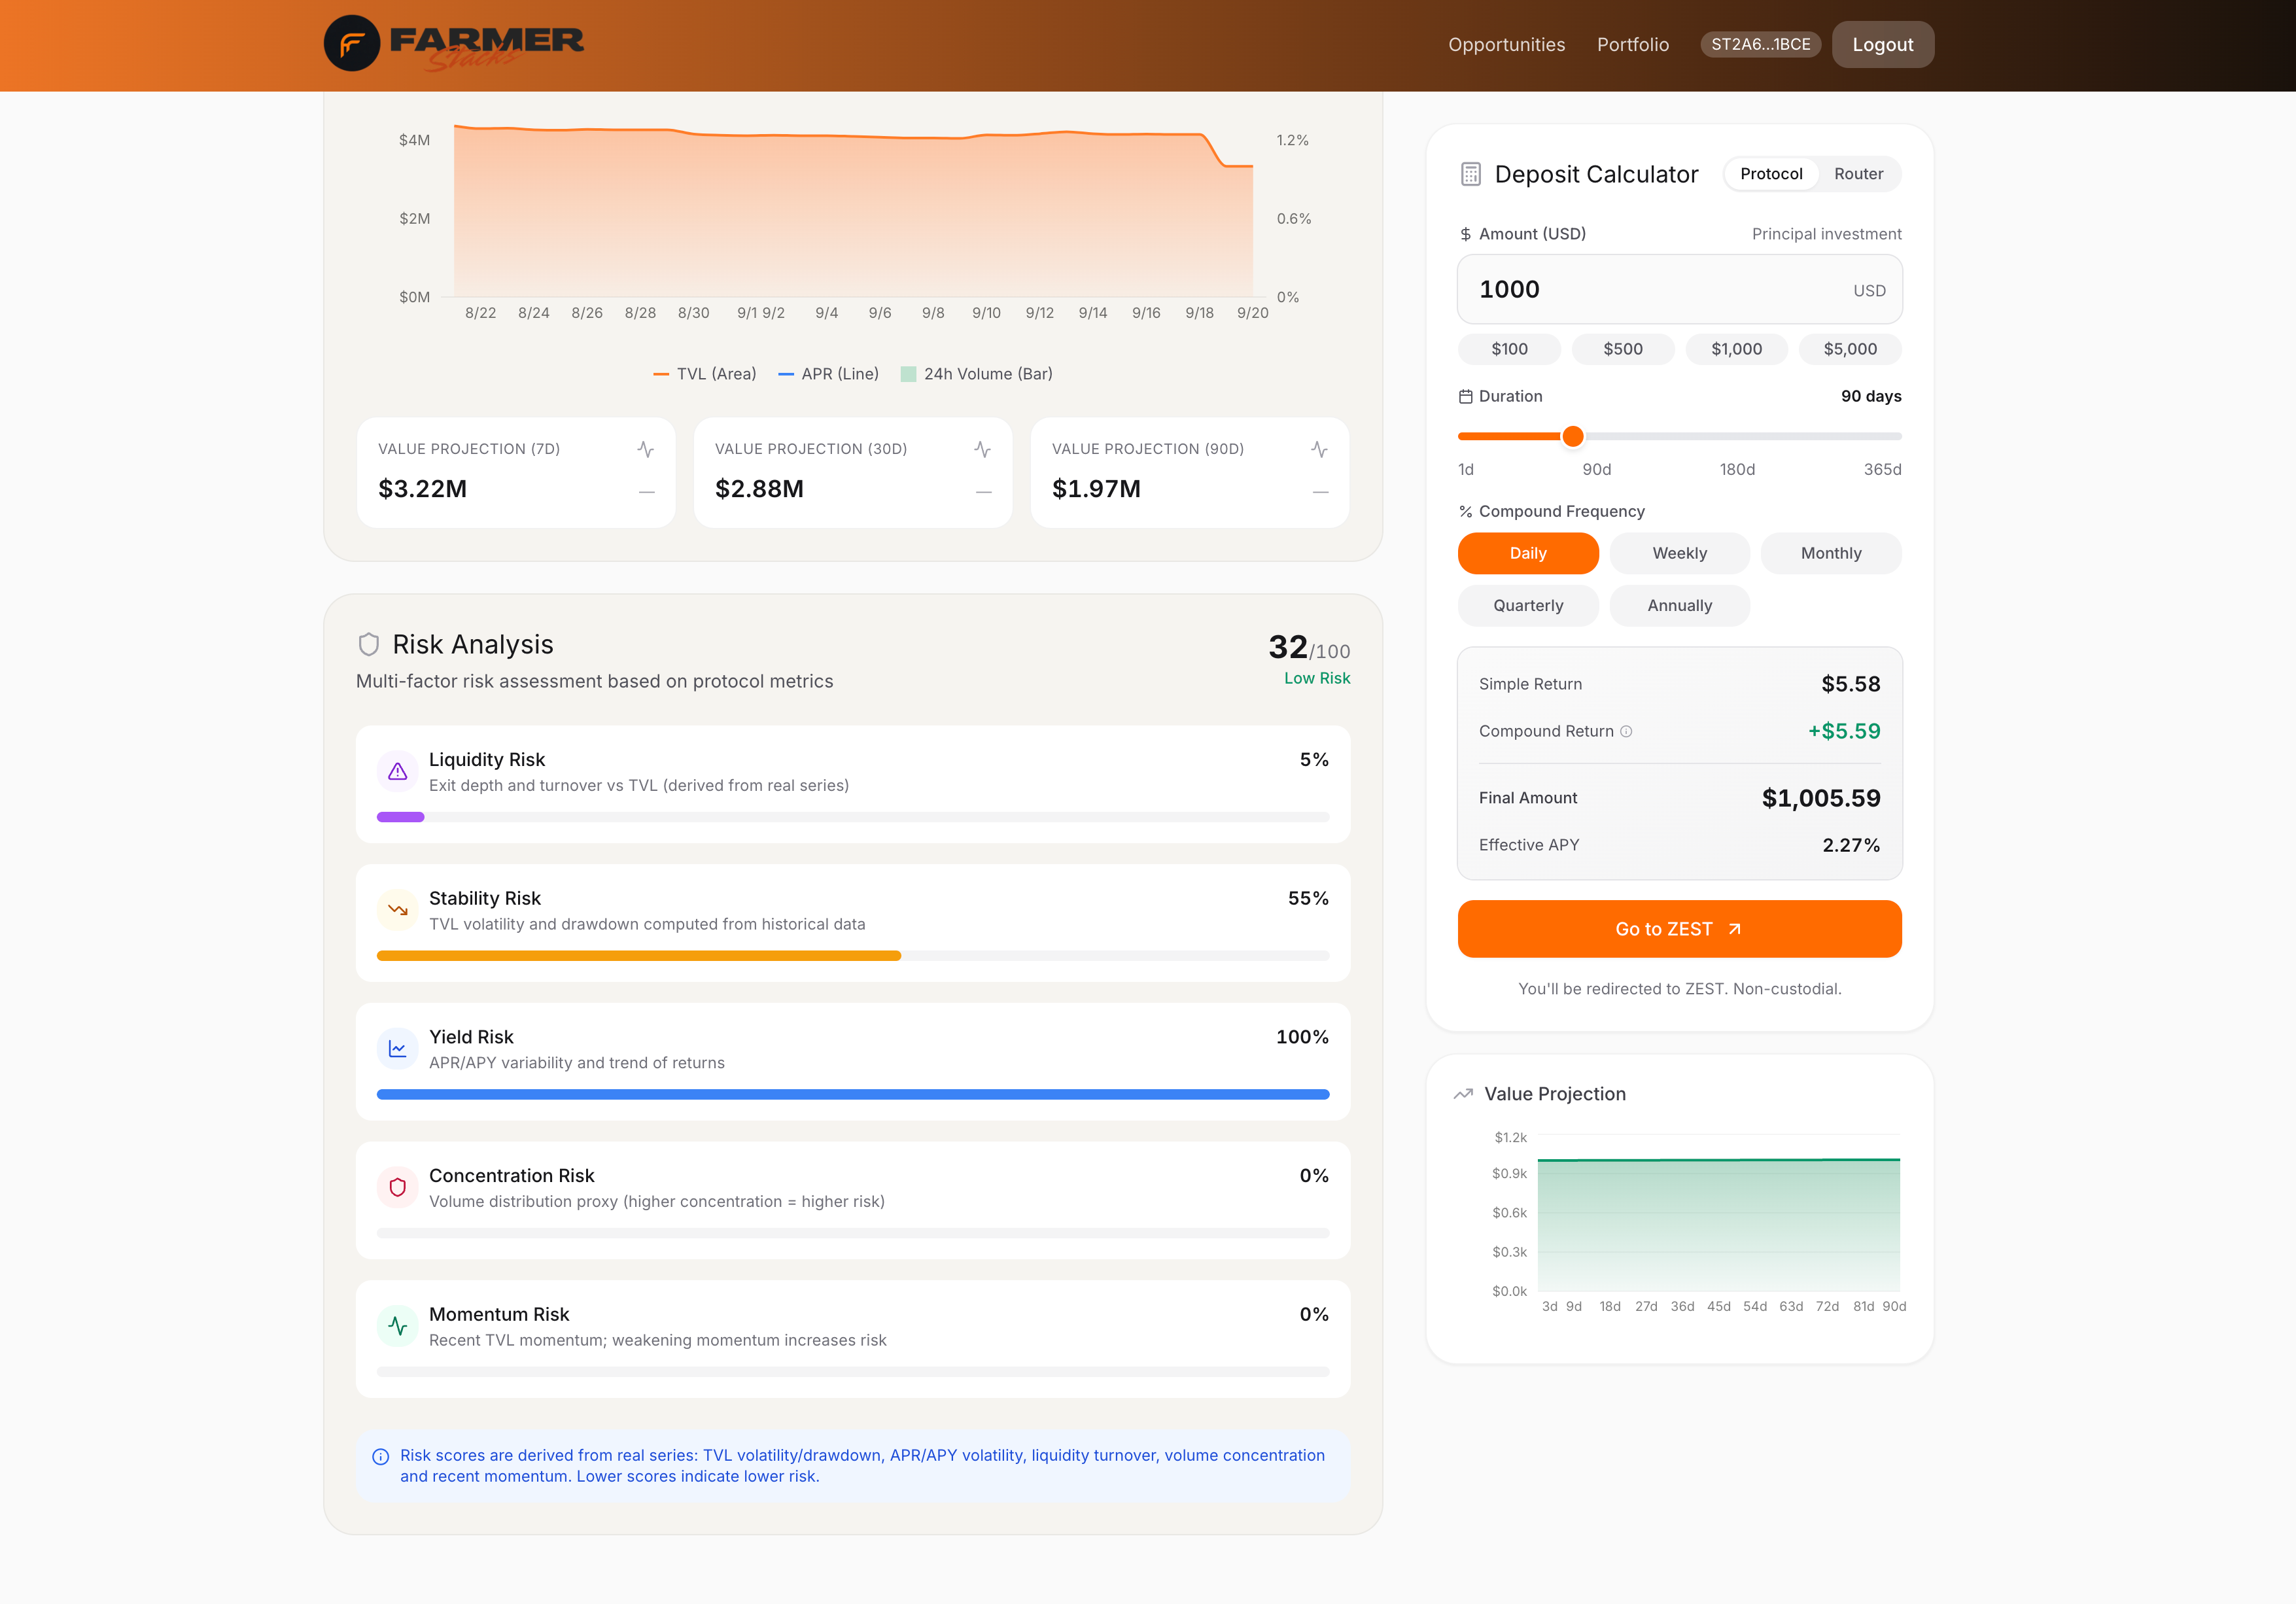 FARMER
Stacks
Opportunities
Portfolio
ST2A6...1BCE
Logout
$4M
$2M
$0M
1.2%
0.6%
0%
8/22 8/24 8/26 8/28 8/30 9/1 9/2 9/4 9/6 9/8 9/10 9/12 9/14 9/16 9/18 9/20
TVL (Area) APR (Line) 24h Volume (Bar)
VALUE PROJECTION (7D)
$3.22M
—
VALUE PROJECTION (30D)
$2.88M
—
VALUE PROJECTION (90D)
$1.97M
—
Risk Analysis
Multi-factor risk assessment based on protocol metrics
32/100
Low Risk
Liquidity Risk
Exit depth and turnover vs TVL (derived from real series)
5%
Stability Risk
TVL volatility and drawdown computed from historical data
55%
Yield Risk
APR/APY variability and trend of returns
100%
Concentration Risk
Volume distribution proxy (higher concentration = higher risk)
0%
Momentum Risk
Recent TVL momentum; weakening momentum increases risk
0%
Risk scores are derived from real series: TVL volatility/drawdown, APR/APY volatility, liquidity turnover, volume concentration
and recent momentum. Lower scores indicate lower risk.
Deposit Calculator
Protocol Router
$ Amount (USD)
Principal investment
1000
USD
$100 $500 $1,000 $5,000
Duration
90 days
1d 90d 180d 365d
% Compound Frequency
Daily Weekly Monthly
Quarterly Annually
Simple Return $5.58
Compound Return +$5.59
Final Amount $1,005.59
Effective APY 2.27%
Go to ZEST
You'll be redirected to ZEST. Non-custodial.
Value Projection
$1.2k
$0.9k
$0.6k
$0.3k
$0.0k
3d 9d 18d 27d 36d 45d 54d 63d 72d 81d 90d